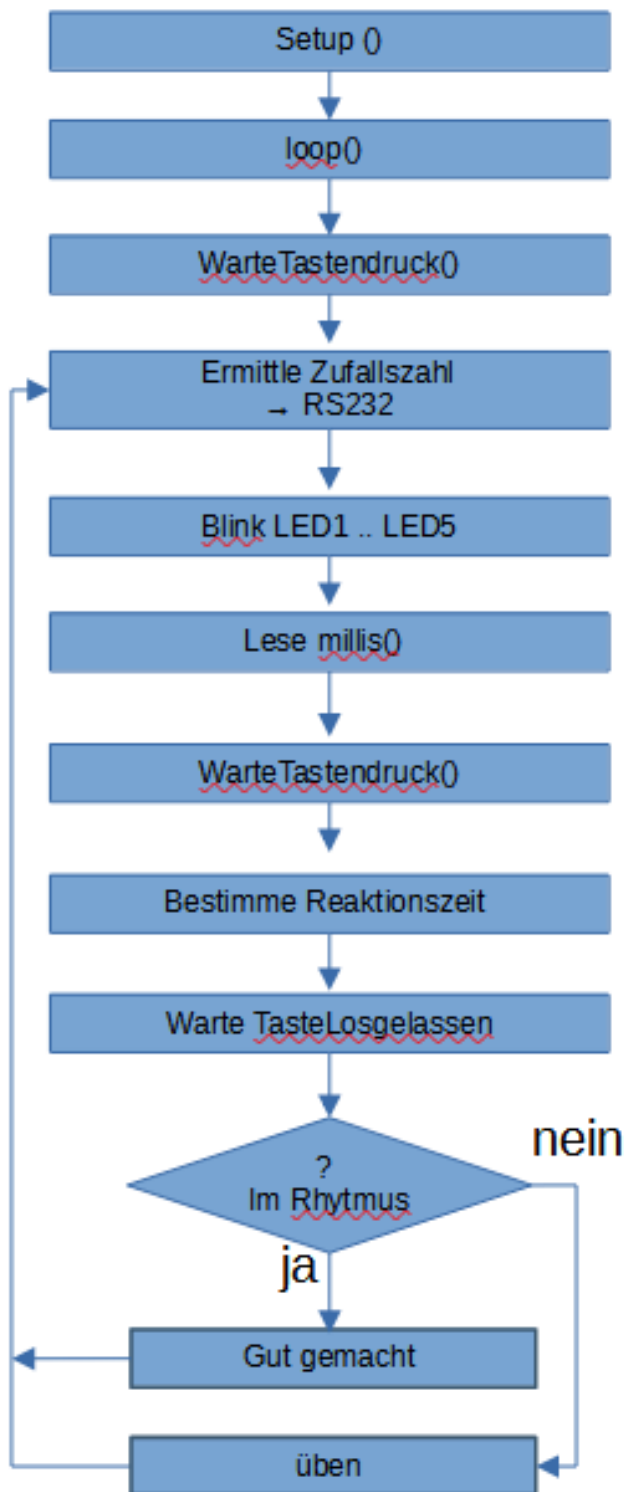 Setup ()
loop()
WarteTastendruck()
Ermittle Zufallszahl
→ RS232
Blink LED1 .. LED5
Lese millis()
WarteTastendruck()
Bestimme Reaktionszeit
Warte TasteLosgelassen
nein
?
Im Rhytmus
ja
Gut gemacht
üben